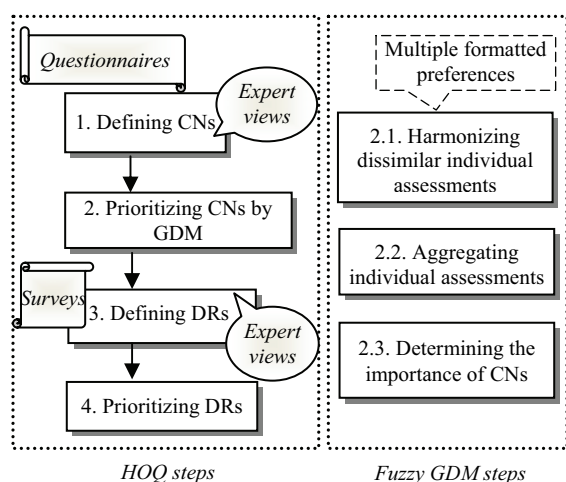 Questionnaires
Expert
views
1. Defining CNs
2. Prioritizing CNs by
GDM
Surveys
3. Defining DRs
Expert
views
4. Prioritizing DRs
HOQ steps
Multiple formatted
preferences
2.1. Harmonizing
dissimilar individual
assessments
2.2. Aggregating
individual assessments
2.3. Determining the
importance of CNs
Fuzzy GDM steps